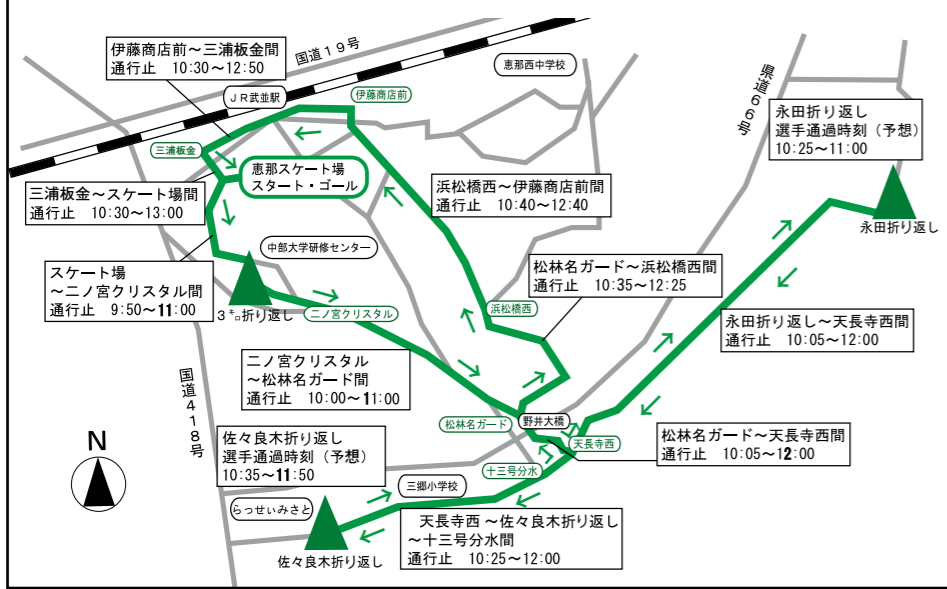 国道19号
伊藤商店前～三浦板金間
通行止　10:30～12:50
恵那西中学校
県道66号
JR武並駅
伊藤商店前
永田折り返し
選手通過時刻（予想）
10:25～11:00
三浦板金
恵那スケート場
スタート・ゴール
三浦板金～スケート場間
通行止　10:30～13:00
浜松橋西～伊藤商店前間
通行止　10:40～12:40
永田折り返し
中部大学研修センター
スケート場
～二ノ宮クリスタル間
通行止　9:50～11:00
松林名ガード～浜松橋西間
通行止　10:35～12:25
3㌔折り返し
二ノ宮クリスタル
浜松橋西
永田折り返し～天長寺西間
通行止　10:05～12:00
二ノ宮クリスタル
～松林名ガード間
通行止　10:00～11:00
国道418号
松林名ガード
野井大橋
天長寺西
松林名ガード～天長寺西間
通行止　10:05～12:00
N
佐々良木折り返し
選手通過時刻（予想）
10:35～11:50
十三号分水
三郷小学校
らっせぃみさと
天長寺西～佐々良木折り返し
～十三号分水間
通行止　10:25～12:00
佐々良木折り返し